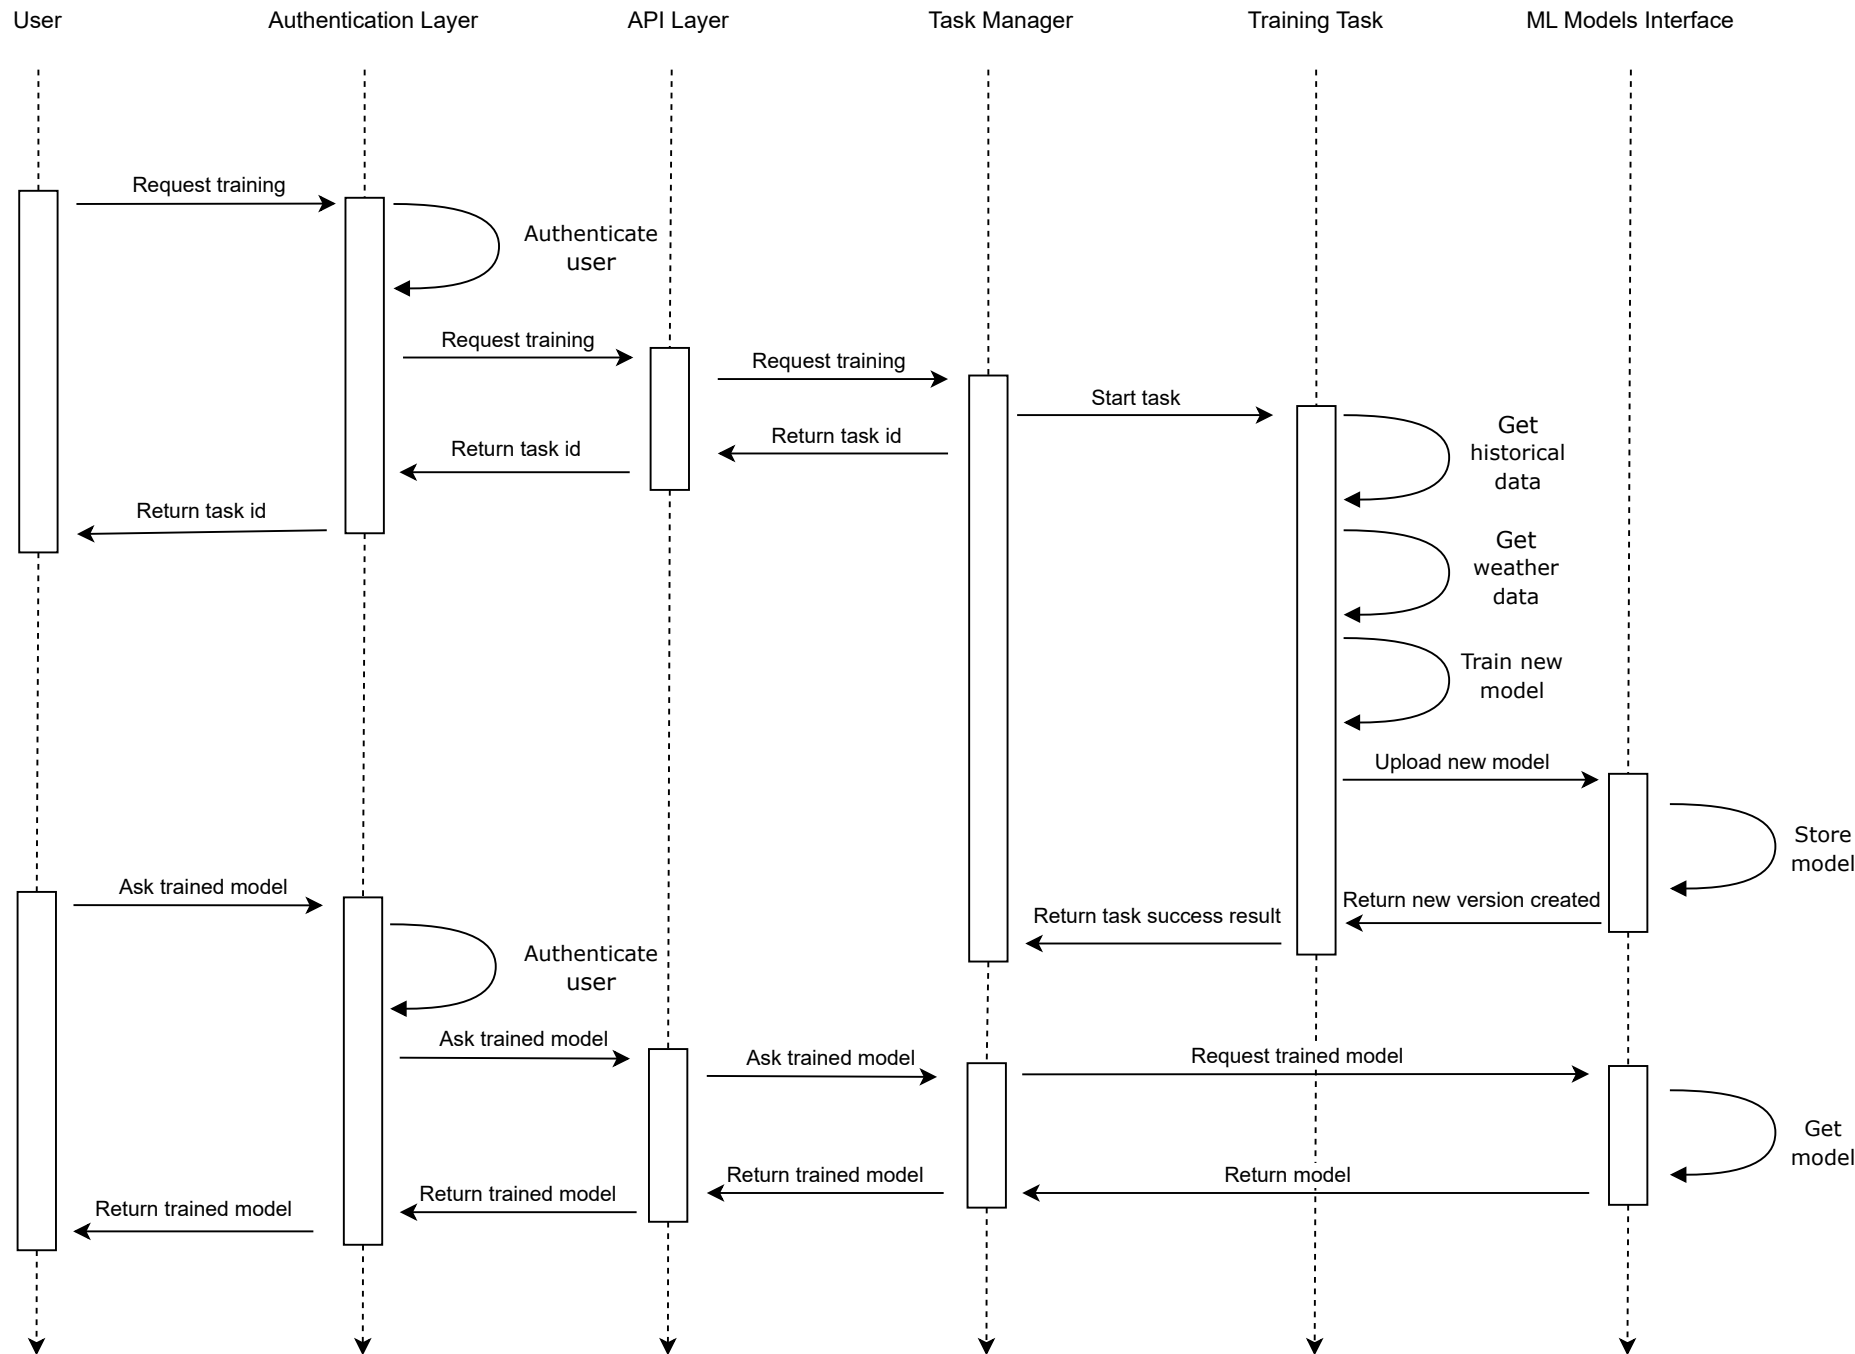 User
Authentication Layer
API Layer
Task Manager
Training Task
ML Models Interface
Request training
Authenticate
user
Request training
Request training
Start task
Get
historical
data
Return task id
Return task id
Return task id
Get
weather
data
Train new
model
Upload new model
Store
model
Ask trained model
Return new version created
Return task success result
Authenticate
user
Ask trained model
Ask trained model
Request trained model
Get
model
Return model
Return trained model
Return trained model
Return trained model